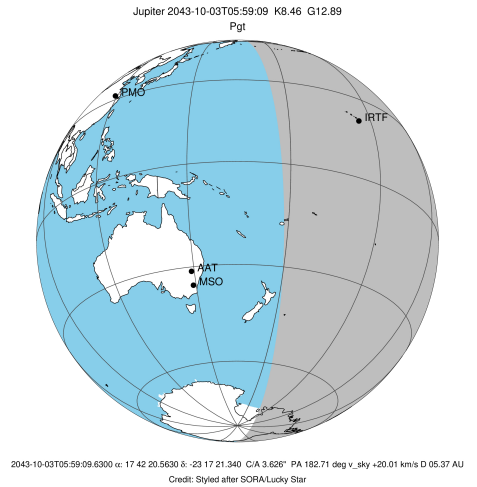 Jupiter 2043-10-03T05:59:09 K8.46 G12.89
Pgt
PMO
IRTF
AAT
MSO
2043-10-03T05:59:09.6300 α: 17 42 20.5630 δ: -23 17 21.340 C/A 3.626" PA 182.71 deg v_sky +20.01 km/s D 05.37 AU
Credit: Styled after SORA/Lucky Star